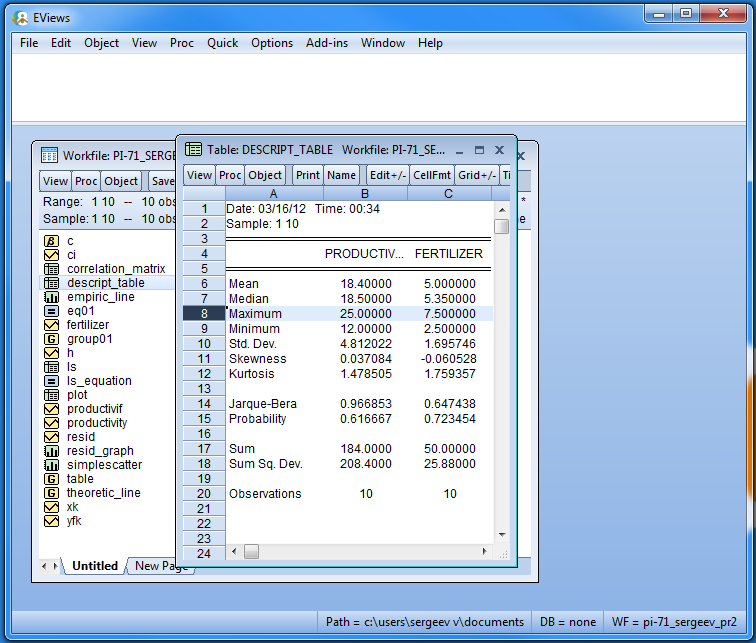 EViews
File Edit Object View Proc Quick Options Add-ins Window Help
Workfile: PI-71_SERGE
View Proc Object Save
Range: 1 10 -- 10 obs
Sample: 1 10 -- 10 obs
c
ci
correlation_matrix
descript_table
empiric_line
eq01
fertilizer
group01
h
ls
ls_equation
plot
productivif
productivity
resid
resid_graph
simplescatter
table
theoretic_line
xk
yfk
Untitled New Page
Table: DESCRIPT_TABLE Workfile: PI-71_SE...
View Proc Object Print Name Edit+/- CellFmt Grid+/- Ti
A B C
1 Date: 03/16/12 Time: 00:34
2 Sample: 1 10
3
4 PRODUCTIV... FERTILIZER
5
6 Mean 18.40000 5.000000
7 Median 18.50000 5.350000
8 Maximum 25.00000 7.500000
9 Minimum 12.00000 2.500000
10 Std. Dev. 4.812022 1.695746
11 Skewness 0.037084 -0.060528
12 Kurtosis 1.478505 1.759357
13
14 Jarque-Bera 0.966853 0.647438
15 Probability 0.616667 0.723454
16
17 Sum 184.0000 50.00000
18 Sum Sq. Dev. 208.4000 25.88000
19
20 Observations 10 10
21
22
23
24
Path = c:\users\sergeev v\documents DB = none WF = pi-71_sergeev_pr2